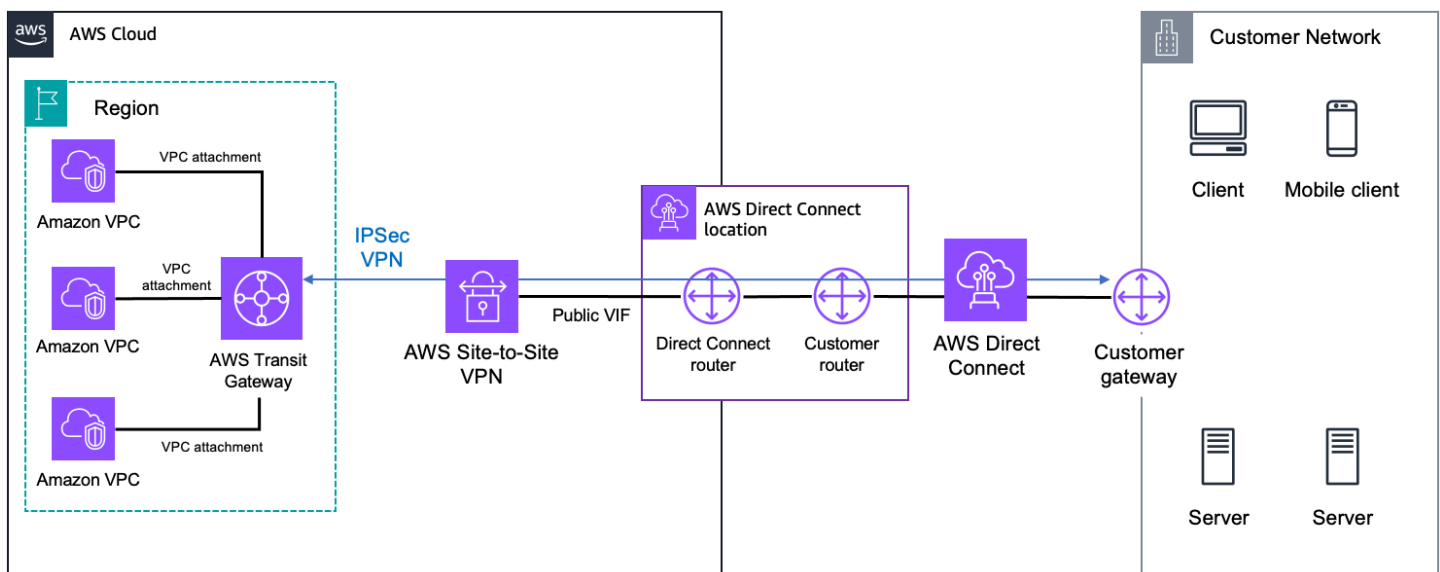 aws
AWS Cloud
Customer Network
Region
VPC attachment
Amazon VPC
VPC
attachment
Amazon VPC
AWS Transit
Gateway
VPC attachment
Amazon VPC
IPSec
VPN
AWS Site-to-Site
VPN
Public VIF
AWS Direct Connect
location
Direct Connect
router
Customer
router
AWS Direct
Connect
Customer
gateway
Client
Mobile client
Server
Server